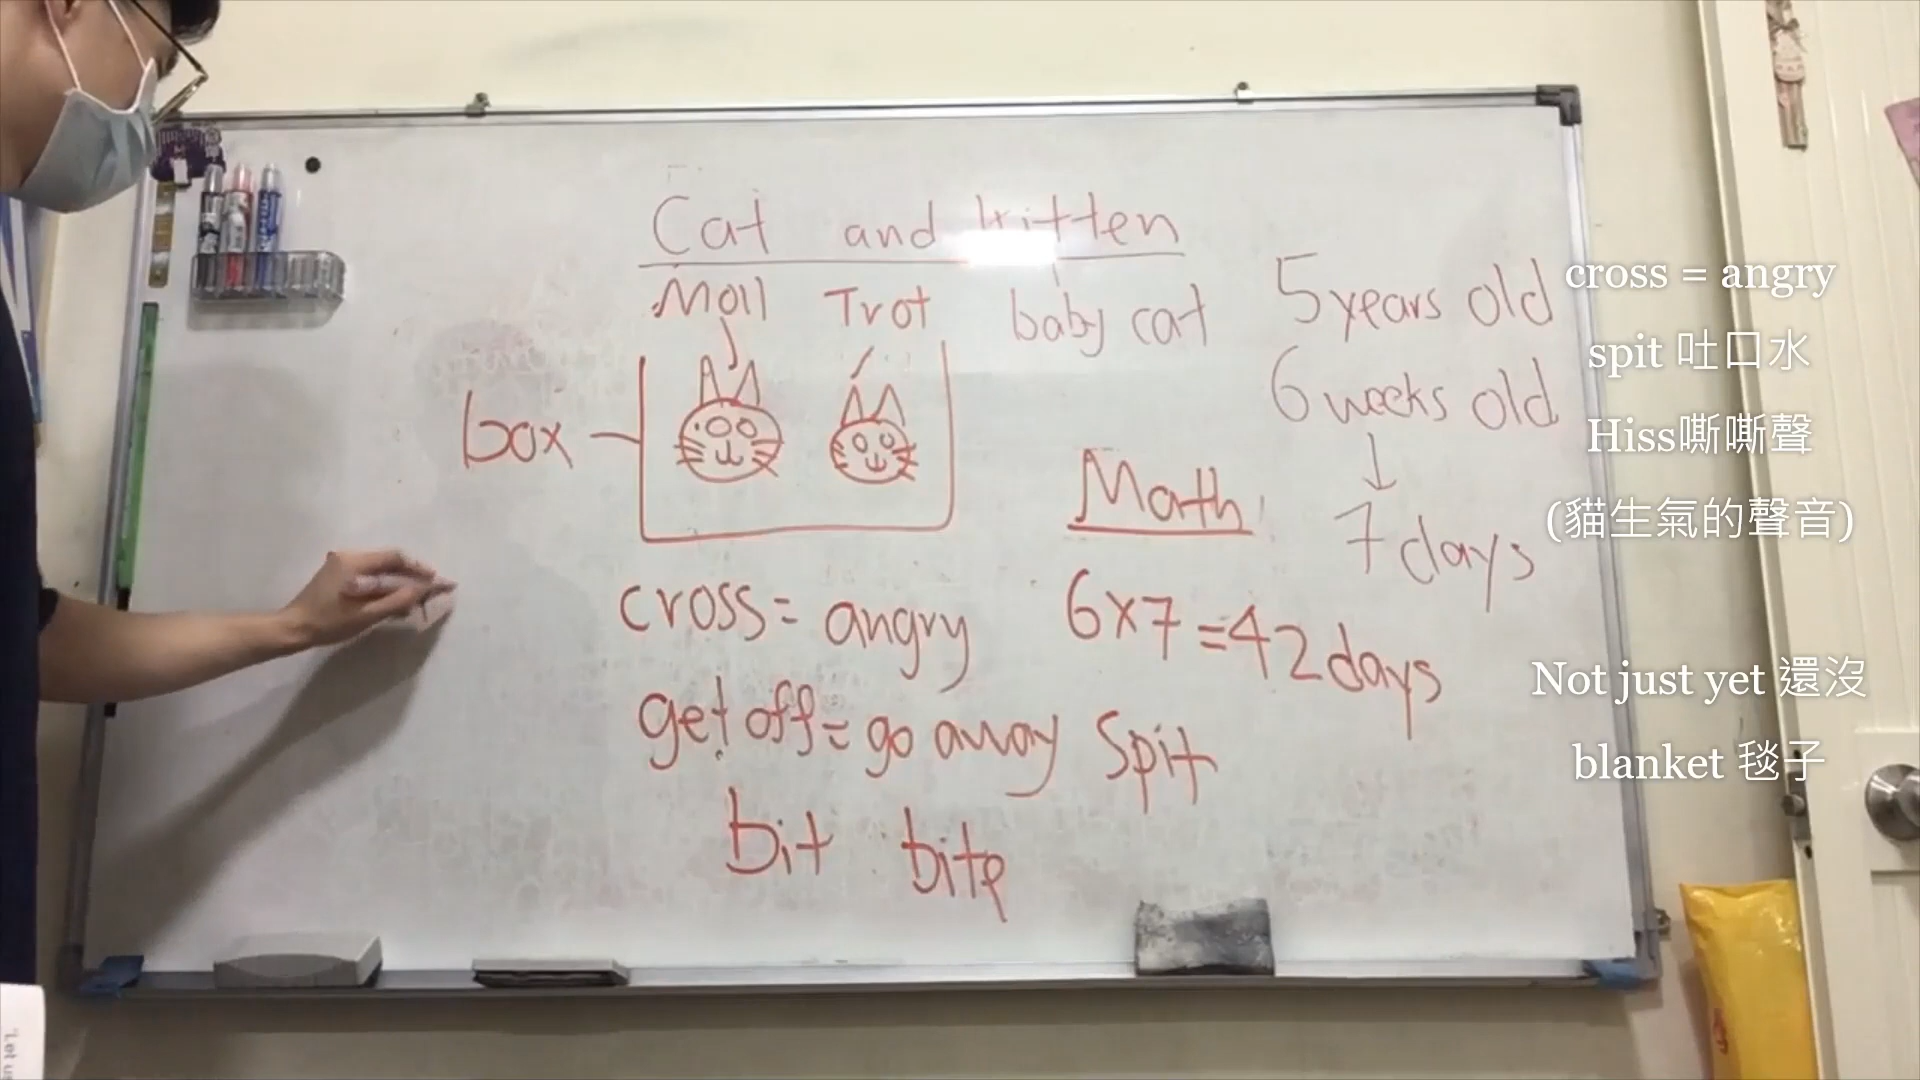 Cat and kitten
Moll Trot baby cat
5 years old
6 weeks old
7 days
box
Math
6x7=42 days
cross= angry
get off= go away
spit
bit bite
cross = angry
spit 吐口水
Hiss嘶嘶聲
(貓生氣的聲音)
Not just yet 還沒
blanket 毯子
"Let us